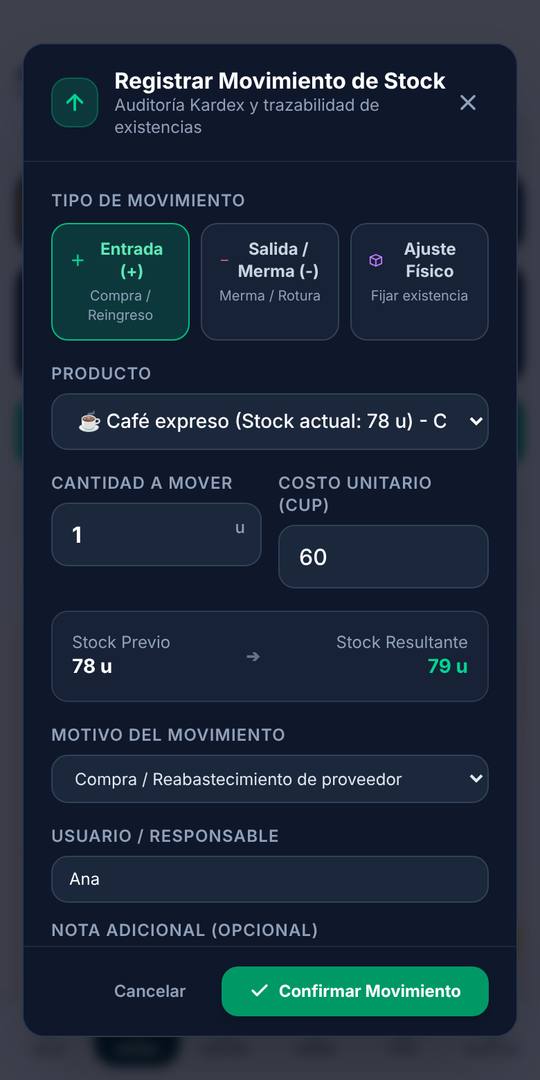 Registrar Movimiento de Stock
Auditoría Kardex y trazabilidad de
existencias
TIPO DE MOVIMIENTO
Entrada
(+)
Compra /
Reingreso
Salida /
Merma (-)
Merma / Rotura
Ajuste
Físico
Fijar existencia
PRODUCTO
Café expreso (Stock actual: 78 u) - C
CANTIDAD A MOVER
1 u
COSTO UNITARIO
(CUP)
60
Stock Previo
78 u
➔
Stock Resultante
79 u
MOTIVO DEL MOVIMIENTO
Compra / Reabastecimiento de proveedor
USUARIO / RESPONSABLE
Ana
NOTA ADICIONAL (OPCIONAL)
Cancelar
Confirmar Movimiento